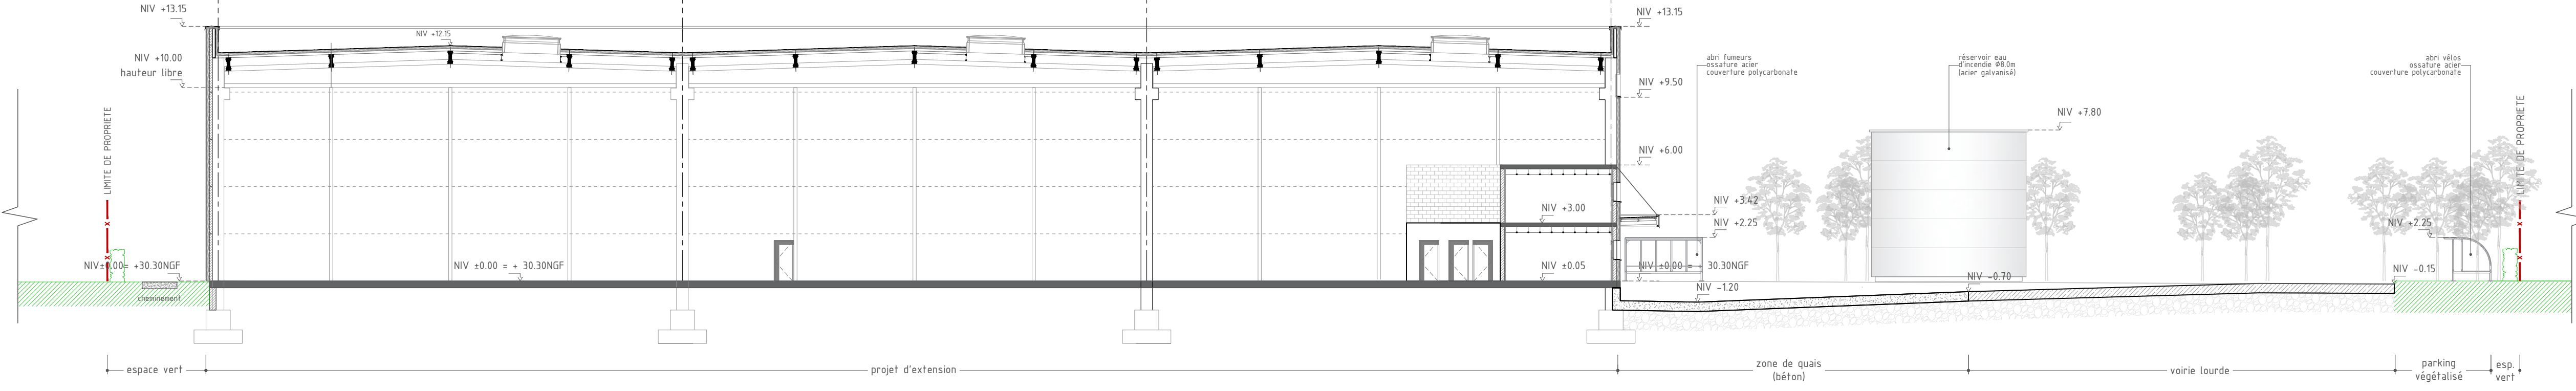 NIV +13.15
NIV +12.15
NIV +10.00
hauteur libre
LIMITE DE PROPRIETE
NIV±0.00= +30.30NGF
cheminement
NIV ±0.00 = + 30.30NGF
NIV +13.15
NIV +9.50
NIV +6.00
NIV +3.42
NIV +2.25
NIV +3.00
NIV ±0.05
NIV ±0.00 = + 30.30NGF
NIV -1.20
abri fumeurs
ossature acier
couverture polycarbonate
réservoir eau
d'incendie Ø8.0m
(acier galvanisé)
NIV +7.80
NIV -0.70
abri vélos
ossature acier
couverture polycarbonate
LIMITE DE PROPRIETE
NIV +2.25
NIV -0.15
espace vert
projet d'extension
zone de quais
(béton)
voirie lourde
parking
végétalisé
esp.
vert